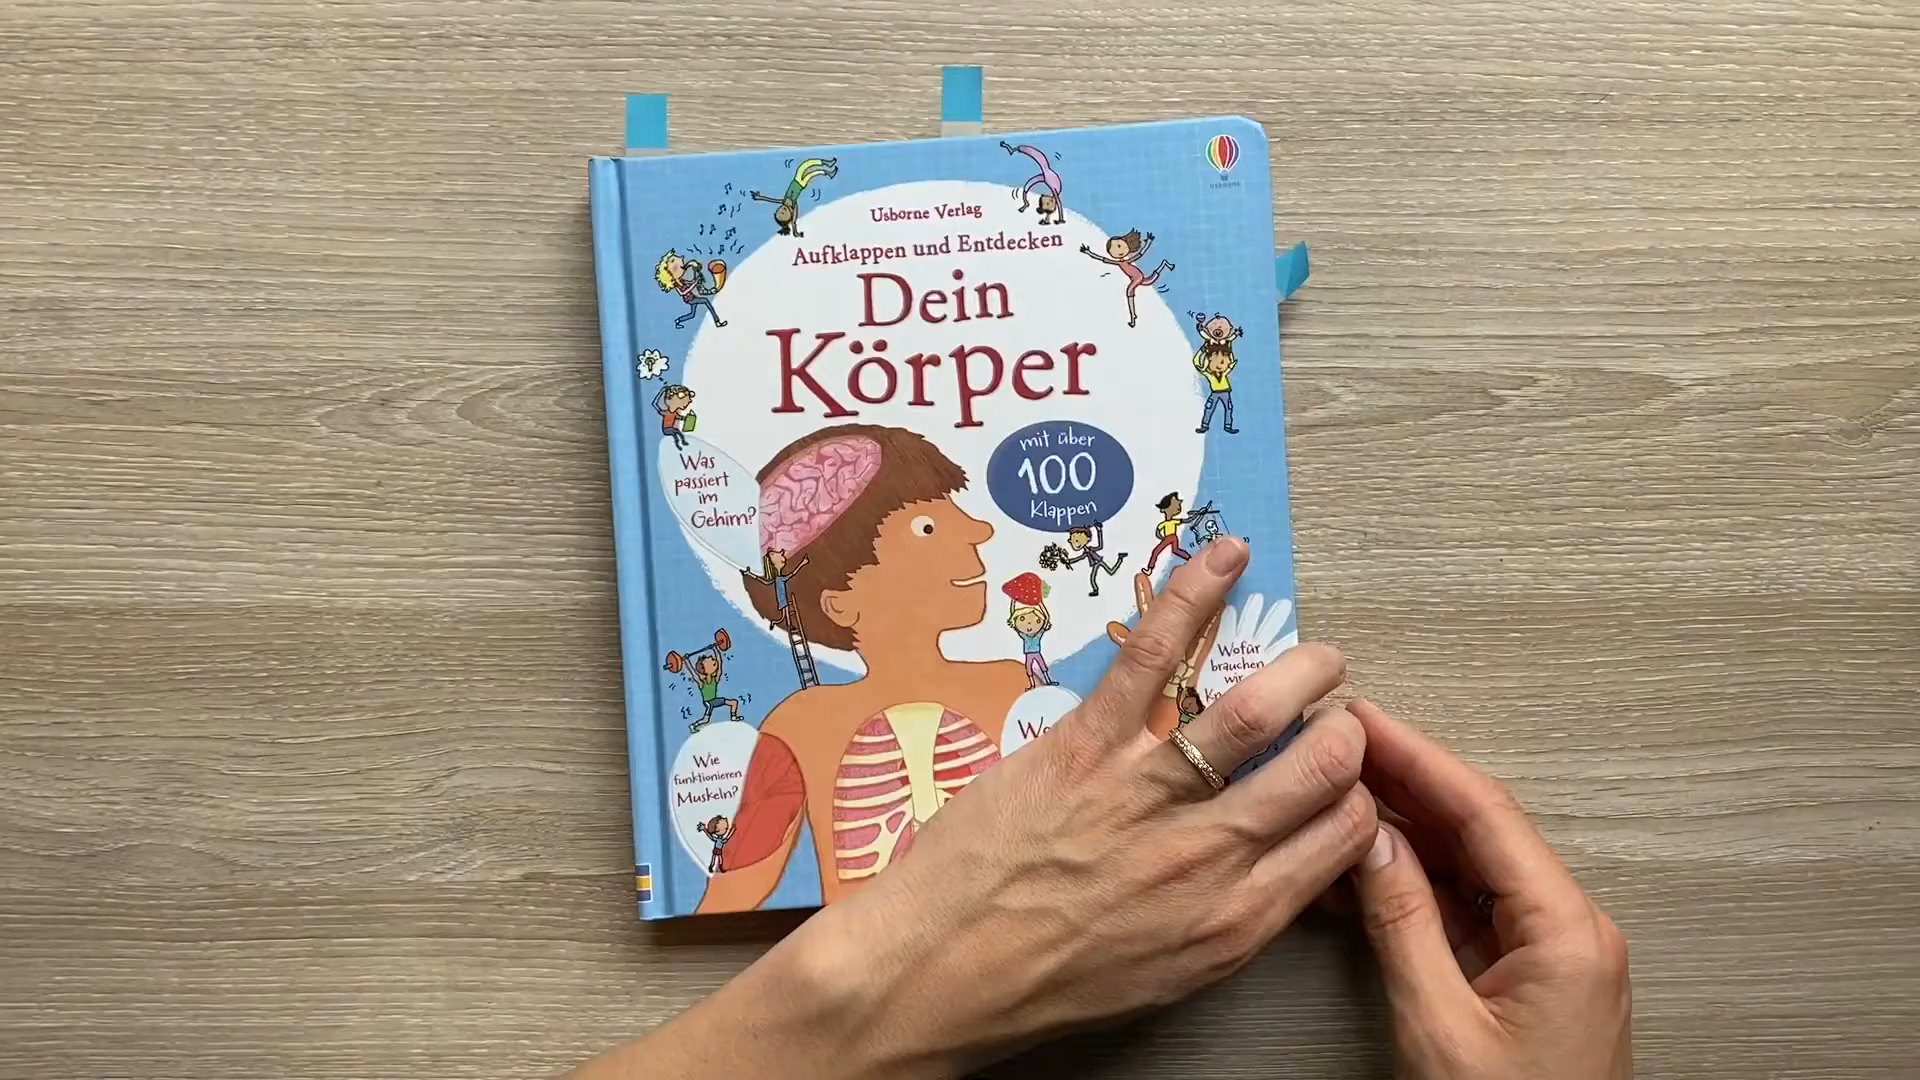 USBORNE
Usborne Verlag
Aufklappen und Entdecken
Dein
Körper
mit über
100
Klappen
Was
passiert
im
Gehirn?
Wofür
brauchen
wir
Wie
funktionieren
Muskeln?